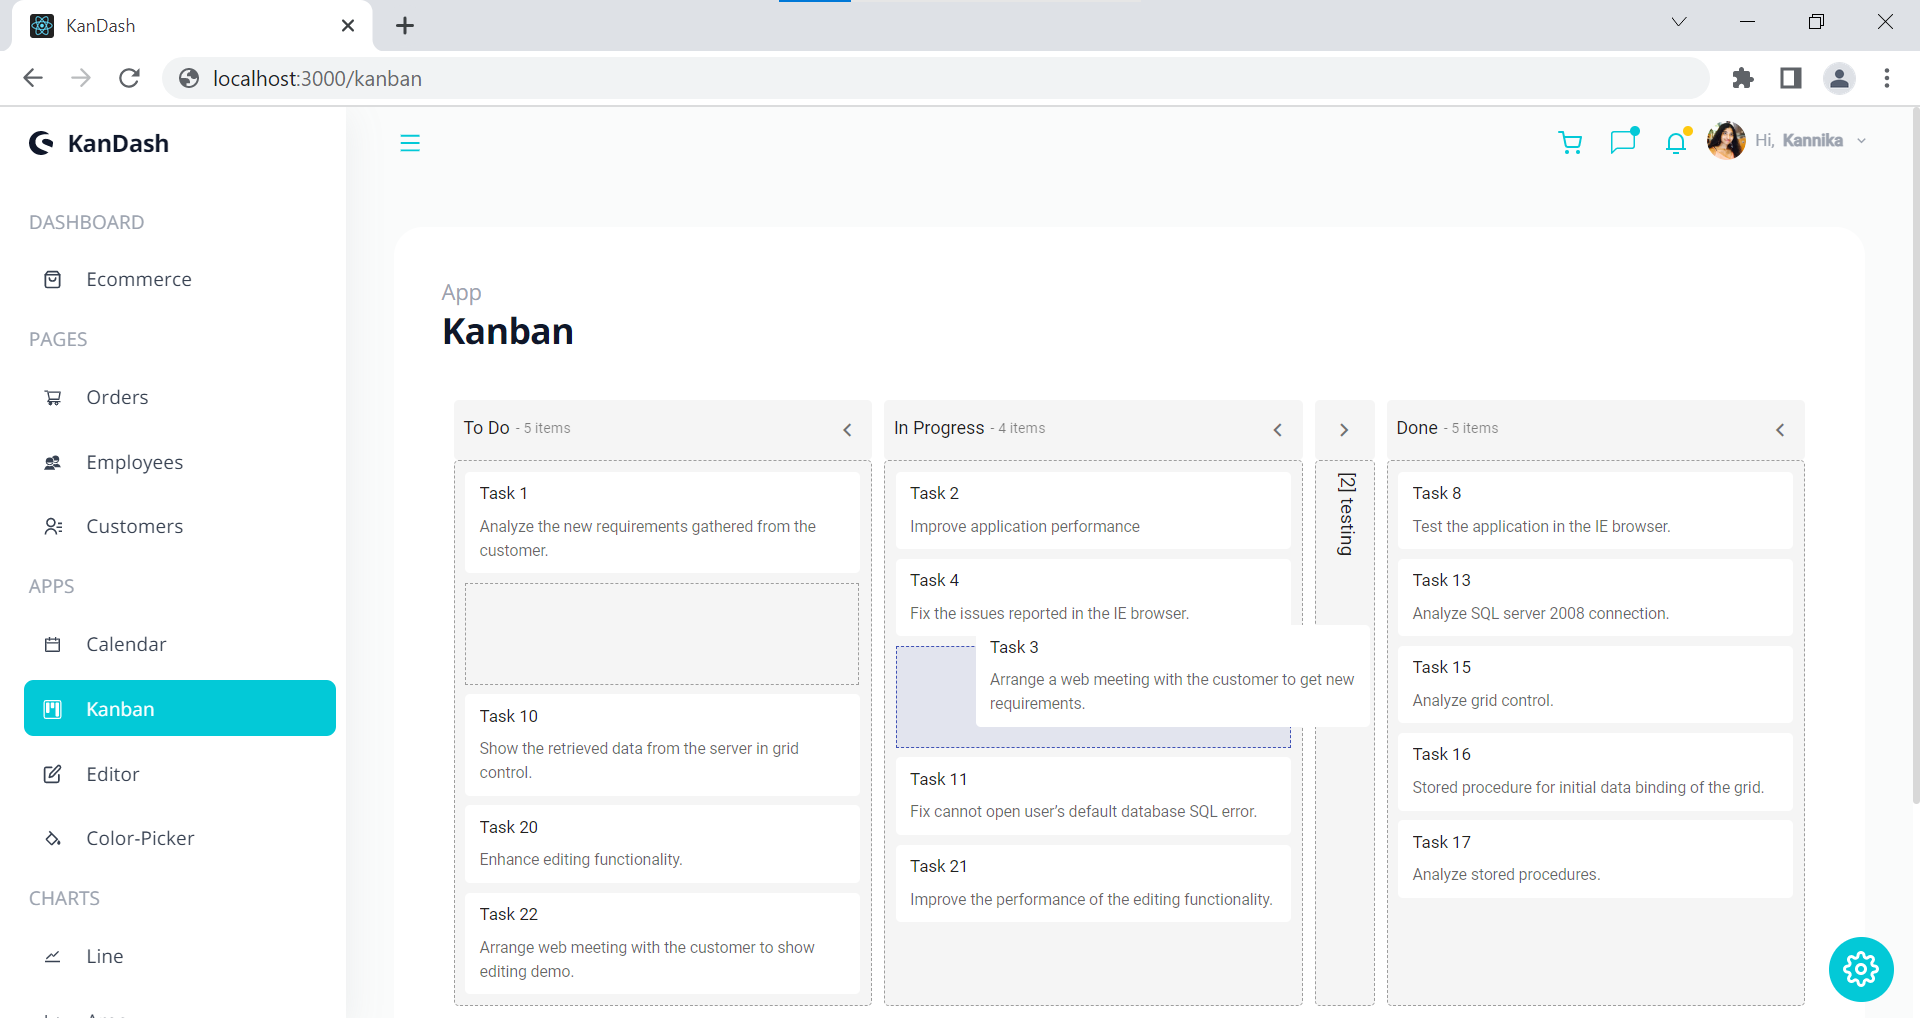 KanDash
localhost:3000/kanban
KanDash
Hi, Kannika
DASHBOARD
Ecommerce
PAGES
Orders
Employees
Customers
APPS
Calendar
Kanban
Editor
Color-Picker
CHARTS
Line
App
Kanban
To Do - 5 items
Task 1
Analyze the new requirements gathered from the
customer.
Task 10
Show the retrieved data from the server in grid
control.
Task 20
Enhance editing functionality.
Task 22
Arrange web meeting with the customer to show
editing demo.
In Progress - 4 items
Task 2
Improve application performance
Task 4
Fix the issues reported in the IE browser.
Task 3
Arrange a web meeting with the customer to get new
requirements.
Task 11
Fix cannot open user’s default database SQL error.
Task 21
Improve the performance of the editing functionality.
[2] testing
Done - 5 items
Task 8
Test the application in the IE browser.
Task 13
Analyze SQL server 2008 connection.
Task 15
Analyze grid control.
Task 16
Stored procedure for initial data binding of the grid.
Task 17
Analyze stored procedures.